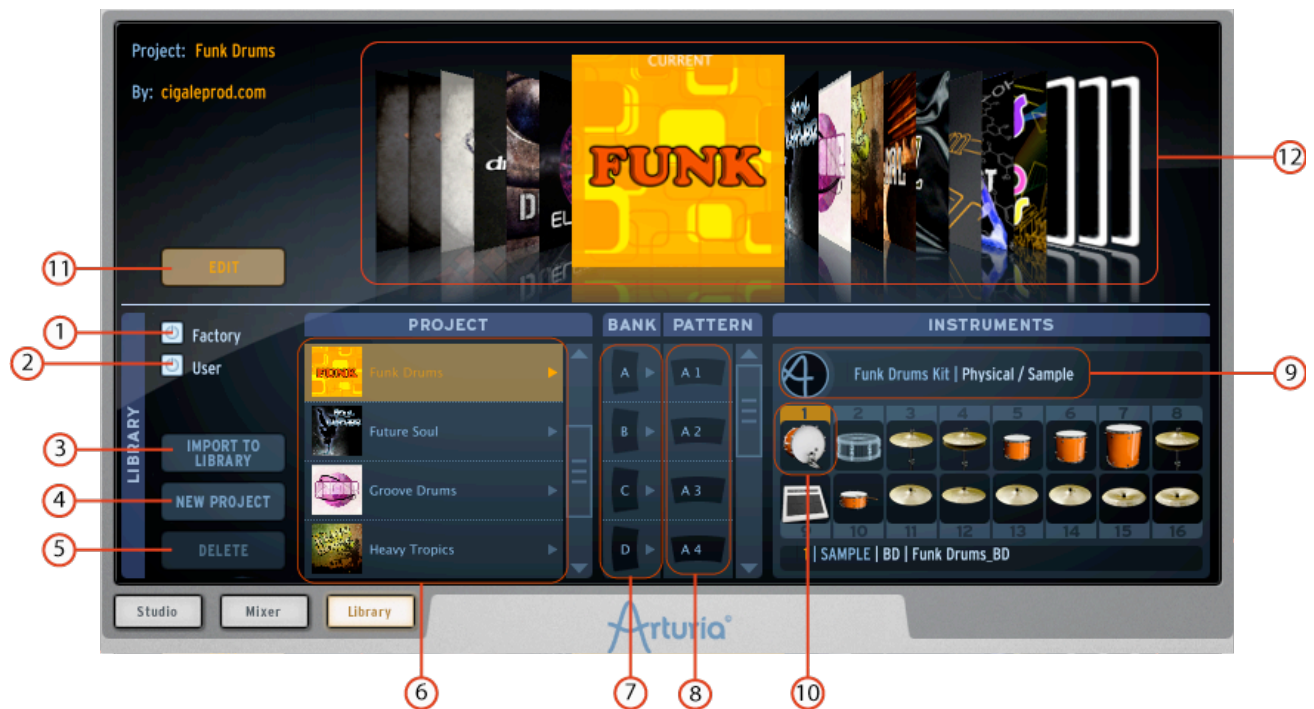 Project: Funk Drums
By: cigaleprod.com
CURRENT
FUNK
12
11
EDIT
1
Factory
2
User
LIBRARY
3
IMPORT TO
LIBRARY
4
NEW PROJECT
5
DELETE
PROJECT
Funk Drums
Future Soul
Groove Drums
Heavy Tropics
BANK
A
B
C
D
PATTERN
A 1
A 2
A 3
A 4
INSTRUMENTS
Funk Drums Kit | Physical / Sample
9
1 2 3 4 5 6 7 8
9 10 11 12 13 14 15 16
1 | SAMPLE | BD | Funk Drums_BD
Studio
Mixer
Library
Arturia©
6
7
8
10